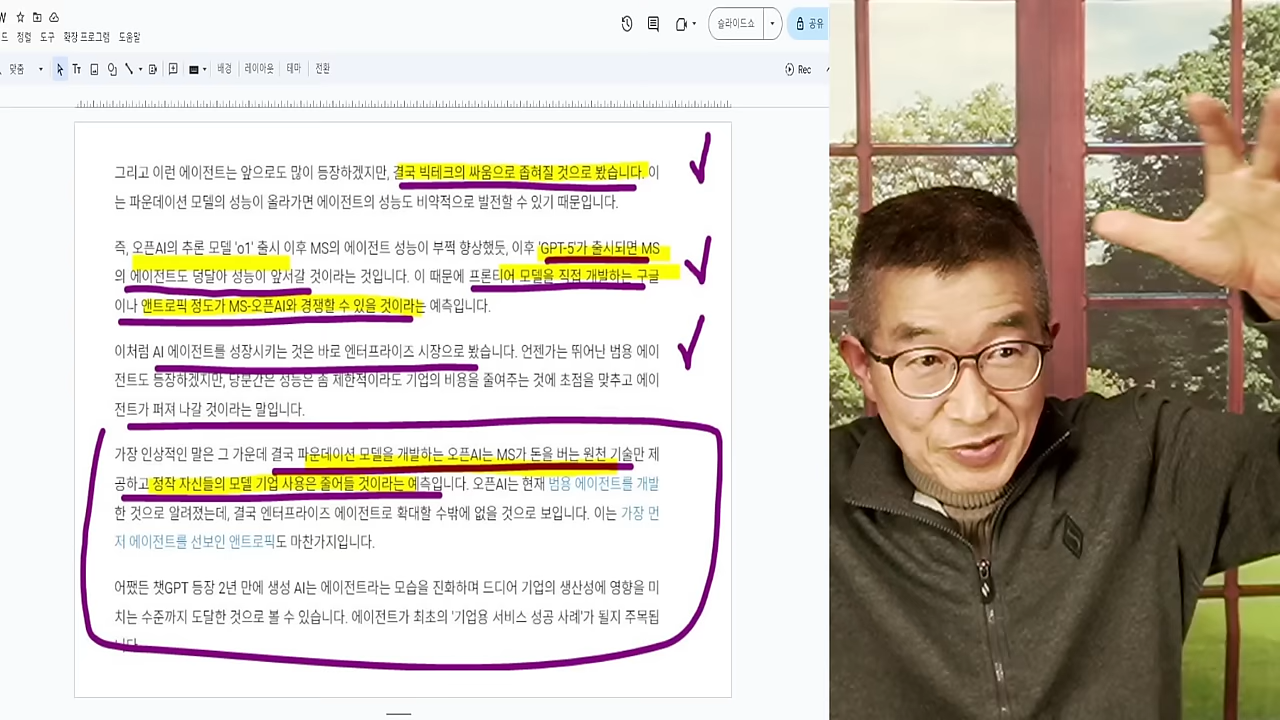 드 정렬 도구 확장 프로그램 도움말
슬라이드쇼
공유
맞춤
Tт
배경 레이아웃 테마 전환
Rec
그리고 이런 에이전트는 앞으로도 많이 등장하겠지만, 결국 빅테크의 싸움으로 좁혀질 것으로 봤습니다. 이
는 파운데이션 모델의 성능이 올라가면 에이전트의 성능도 비약적으로 발전할 수 있기 때문입니다.
즉, 오픈AI의 추론 모델 'o1' 출시 이후 MS의 에이전트 성능이 부쩍 향상했듯, 이후 'GPT-5'가 출시되면 MS
의 에이전트도 덩달아 성능이 앞서갈 것이라는 것입니다. 이 때문에 프론티어 모델을 직접 개발하는 구글
이나 앤트로픽 정도가 MS-오픈AI와 경쟁할 수 있을 것이라는 예측입니다.
이처럼 AI 에이전트를 성장시키는 것은 바로 엔터프라이즈 시장으로 봤습니다. 언젠가는 뛰어난 범용 에이
전트도 등장하겠지만, 당분간은 성능은 좀 제한적이라도 기업의 비용을 줄여주는 것에 초점을 맞추고 에이
전트가 퍼져 나갈 것이라는 말입니다.
가장 인상적인 말은 그 가운데 결국 파운데이션 모델을 개발하는 오픈AI는 MS가 돈을 버는 원천 기술만 제
공하고 정작 자신들의 모델 기업 사용은 줄어들 것이라는 예측입니다. 오픈AI는 현재 범용 에이전트를 개발
한 것으로 알려졌는데, 결국 엔터프라이즈 에이전트로 확대할 수밖에 없을 것으로 보입니다. 이는 가장 먼
저 에이전트를 선보인 앤트로픽도 마찬가지입니다.
어쨌든 챗GPT 등장 2년 만에 생성 AI는 에이전트라는 모습을 진화하며 드디어 기업의 생산성에 영향을 미
치는 수준까지 도달한 것으로 볼 수 있습니다. 에이전트가 최초의 '기업용 서비스 성공 사례'가 될지 주목됩
니다.